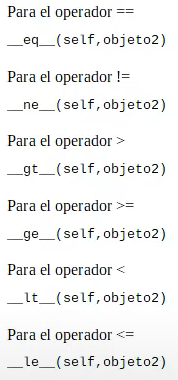 Para el operador ==
__eq__(self,objeto2)
Para el operador !=
__ne__(self,objeto2)
Para el operador >
__gt__(self,objeto2)
Para el operador >=
__ge__(self,objeto2)
Para el operador <
__lt__(self,objeto2)
Para el operador <=
__le__(self,objeto2)